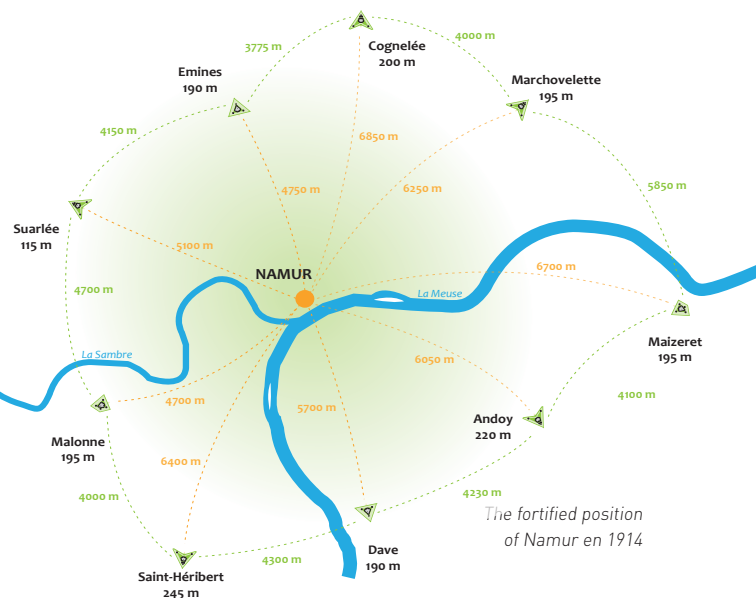 Cognelée
200 m
3775 m
4000 m
Emines
190 m
Marchovelette
195 m
4150 m
6850 m
4750 m
6250 m
5850 m
Suarlée
115 m
5100 m
NAMUR
6700 m
4700 m
La Meuse
La Sambre
6050 m
Maizeret
195 m
4700 m
5700 m
4100 m
Malonne
195 m
Andoy
220 m
6400 m
4000 m
4230 m
The fortified position
of Namur en 1914
4300 m
Dave
190 m
Saint-Héribert
245 m